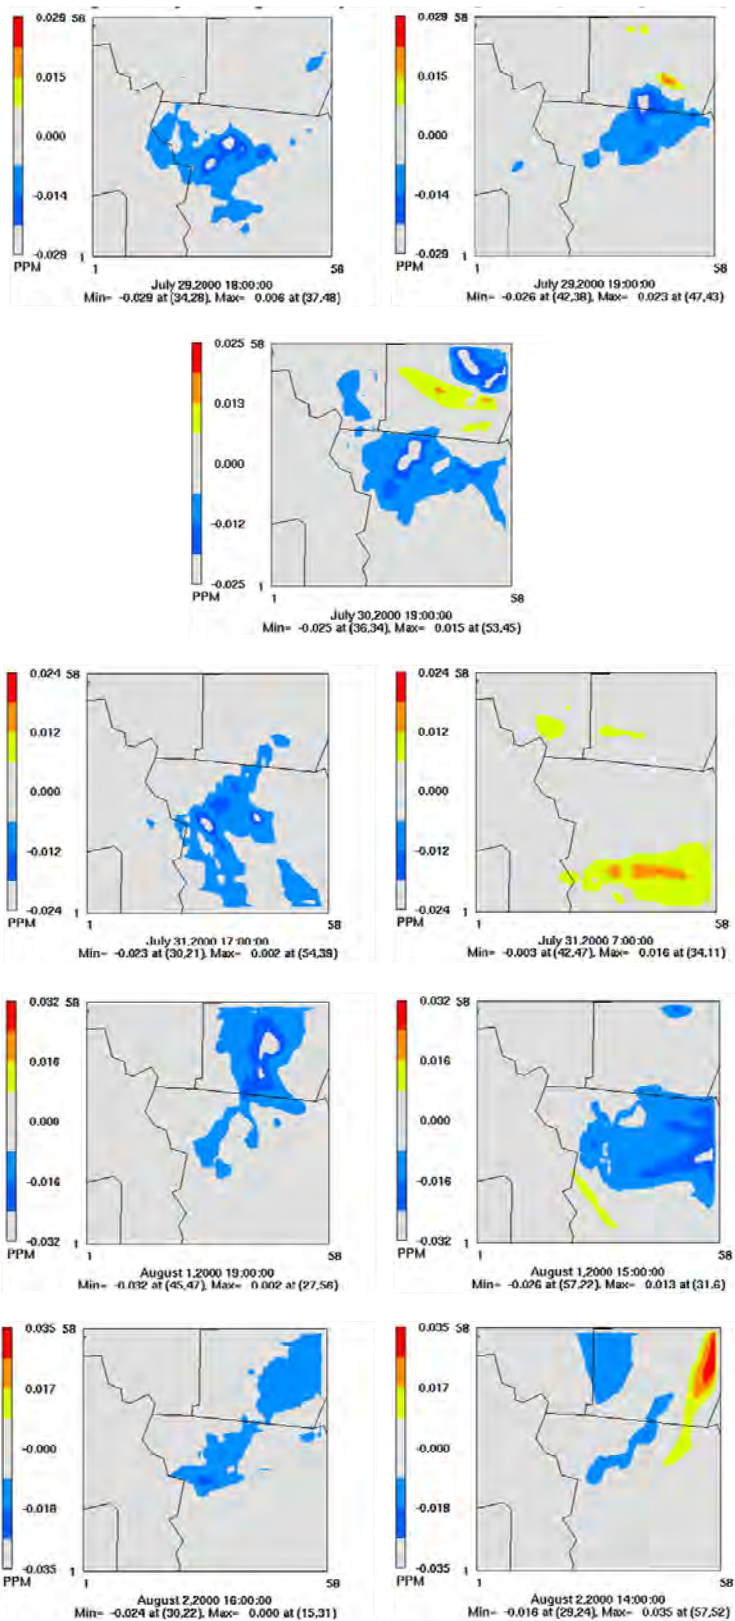 0.029 58
0.015
0.000
-0.014
-0.029
PPM
1
1 58
July 29,2000 18:00:00
Min= -0.029 at (34,28), Max= 0.006 at (37,48)
0.029 58
0.015
0.000
-0.014
-0.029
PPM
1
1 58
July 29,2000 19:00:00
Min= -0.026 at (42,38), Max= 0.023 at (47,43)
0.025 58
0.013
0.000
-0.012
-0.025
PPM
1
1 58
July 30,2000 19:00:00
Min= -0.025 at (36,34), Max= 0.015 at (53,45)
0.024 58
0.012
0.000
-0.012
-0.024
PPM
1
1 58
July 31,2000 17:00:00
Min= -0.023 at (30,21), Max= 0.002 at (54,39)
0.024 58
0.012
0.000
-0.012
-0.024
PPM
1
1 58
July 31,2000 7:00:00
Min= -0.003 at (42,47), Max= 0.016 at (34,11)
0.032 58
0.016
0.000
-0.016
-0.032
PPM
1
1 58
August 1,2000 19:00:00
Min= -0.032 at (45,47), Max= 0.002 at (27,56)
0.032 58
0.016
0.000
-0.016
-0.032
PPM
1
1 58
August 1,2000 15:00:00
Min= -0.026 at (57,22), Max= 0.013 at (31,6)
0.035 58
0.017
-0.000
-0.018
-0.035
PPM
1
1 58
August 2,2000 16:00:00
Min= -0.024 at (30,22), Max= 0.000 at (15,31)
0.035 58
0.017
-0.000
-0.018
-0.035
PPM
1
1 58
August 2,2000 14:00:00
Min= -0.016 at (29,24), Max= 0.035 at (57,52)